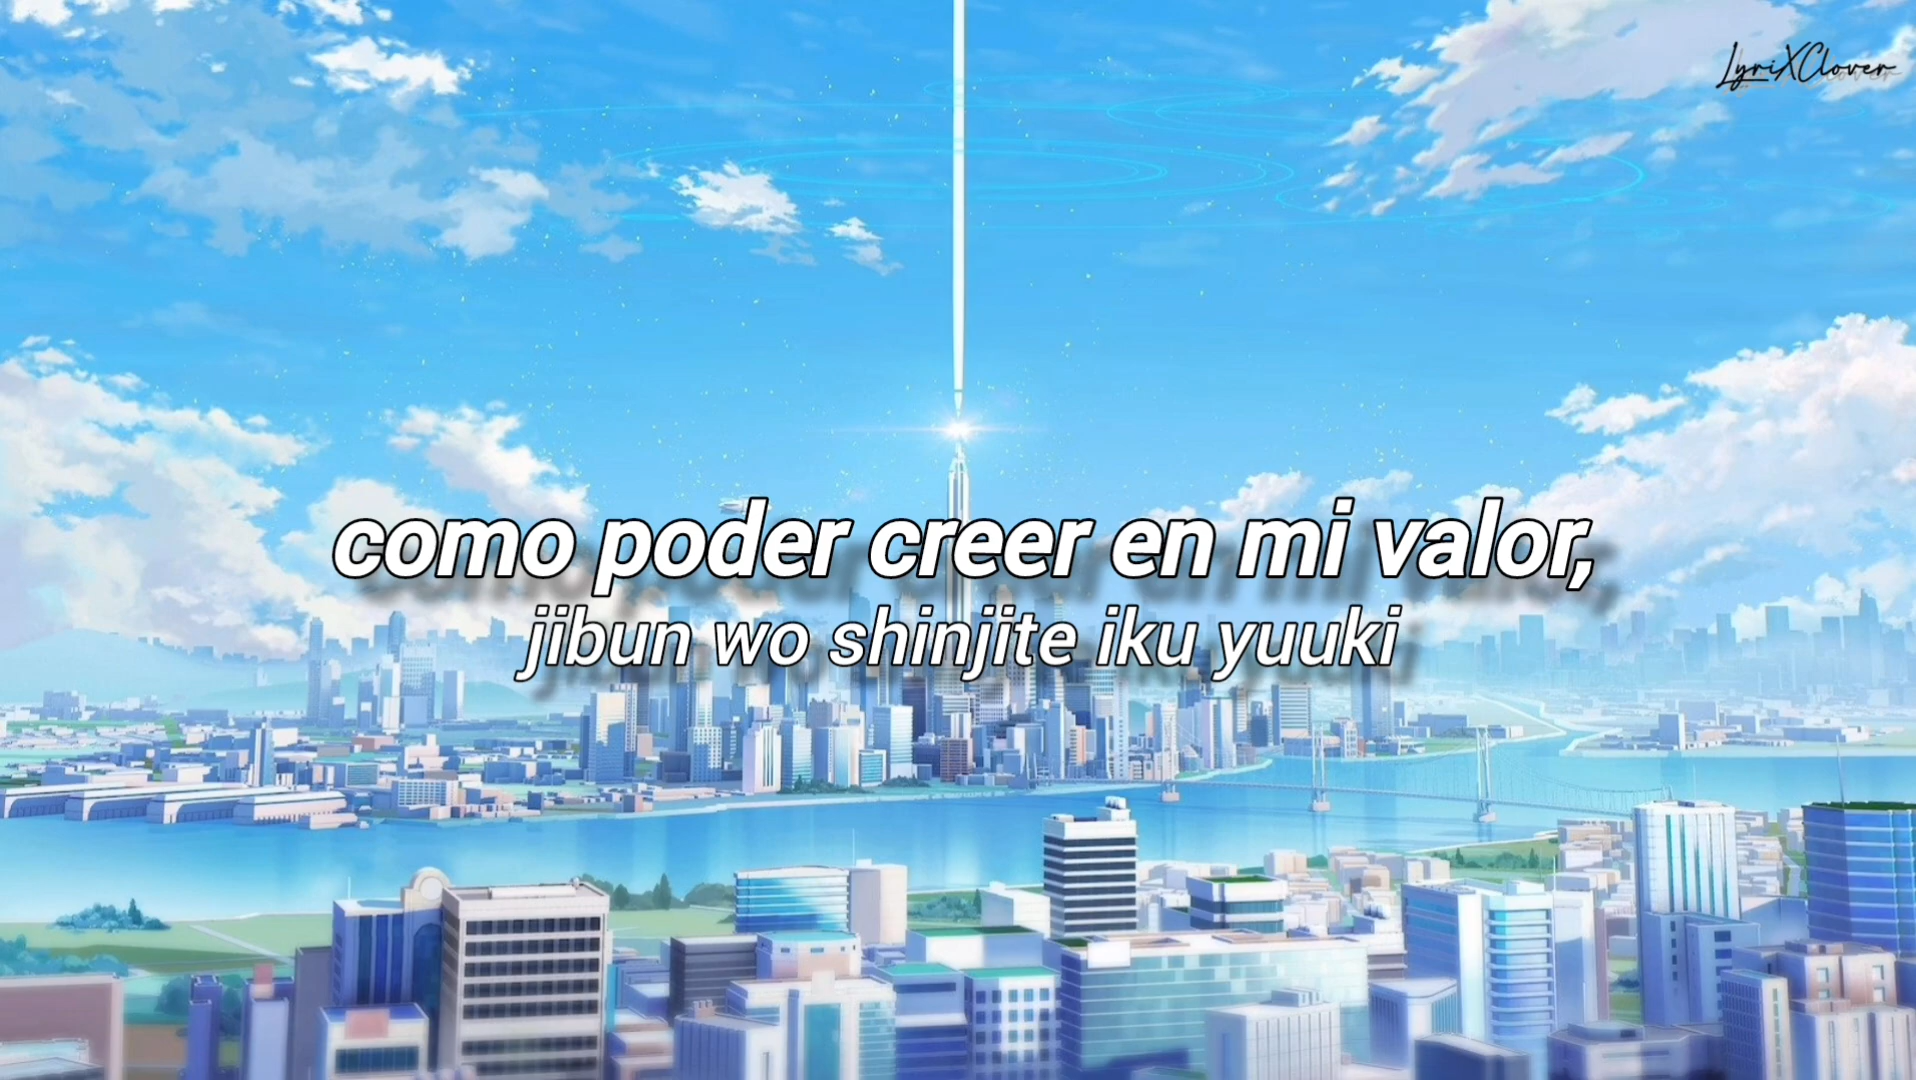 LyriXClover
como poder creer en mi valor,
jibun wo shinjite iku yuuki